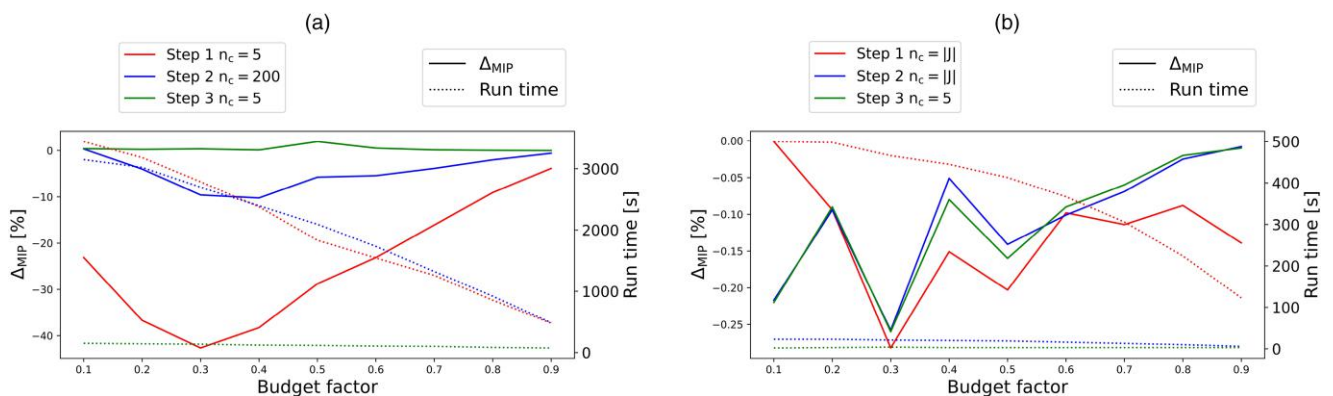 (a)
Step 1 n_c = 5
Step 2 n_c = 200
Step 3 n_c = 5
Δ_MIP
Run time
Δ_MIP [%]
0
−10
−20
−30
−40
3000
2000
1000
0
Run time [s]
0.1 0.2 0.3 0.4 0.5 0.6 0.7 0.8 0.9
Budget factor
(b)
Step 1 n_c = |J|
Step 2 n_c = |J|
Step 3 n_c = 5
Δ_MIP
Run time
Δ_MIP [%]
0.00
−0.05
−0.10
−0.15
−0.20
−0.25
500
400
300
200
100
0
Run time [s]
0.1 0.2 0.3 0.4 0.5 0.6 0.7 0.8 0.9
Budget factor